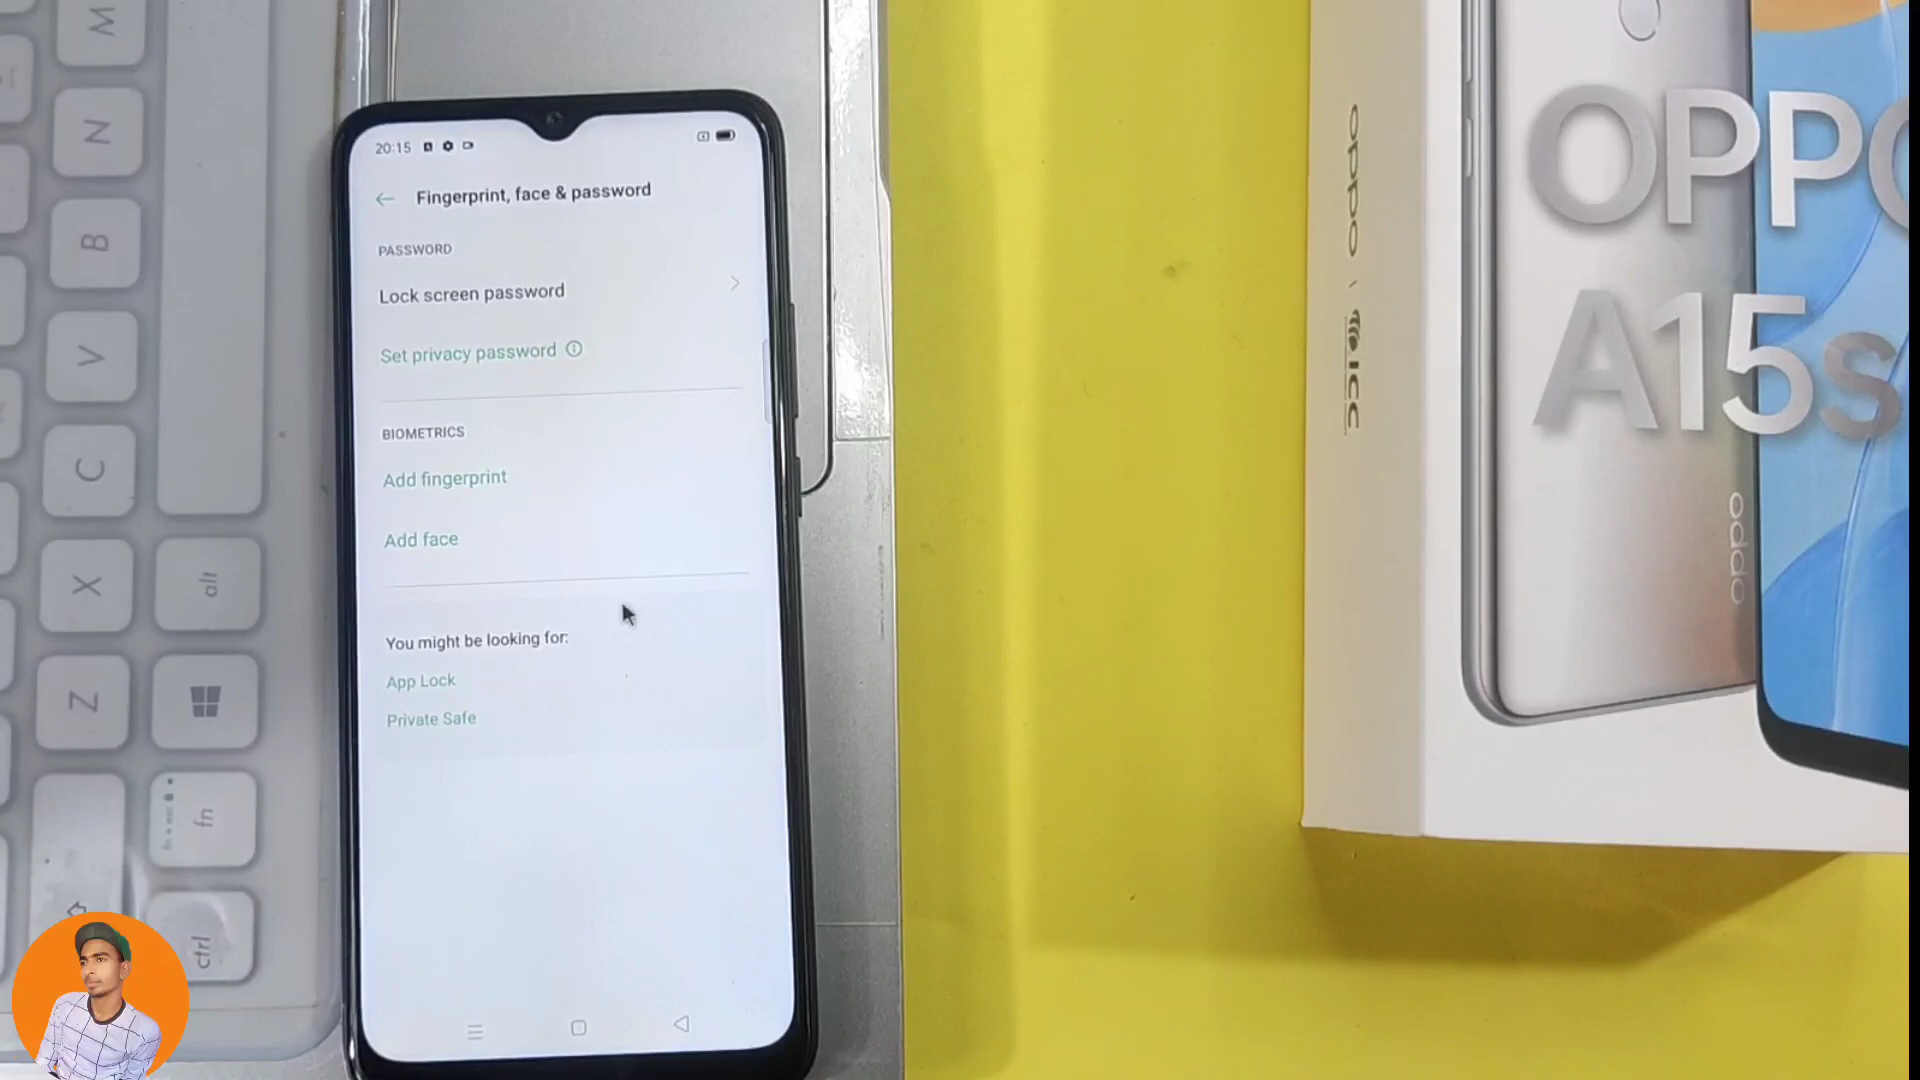 20:15
Fingerprint, face & password
PASSWORD
Lock screen password
Set privacy password
BIOMETRICS
Add fingerprint
Add face
You might be looking for:
App Lock
Private Safe
M
N
B
V
C
X
alt
Z
fn
ctrl
oppo
ICC
OPPO
A15s
oppo